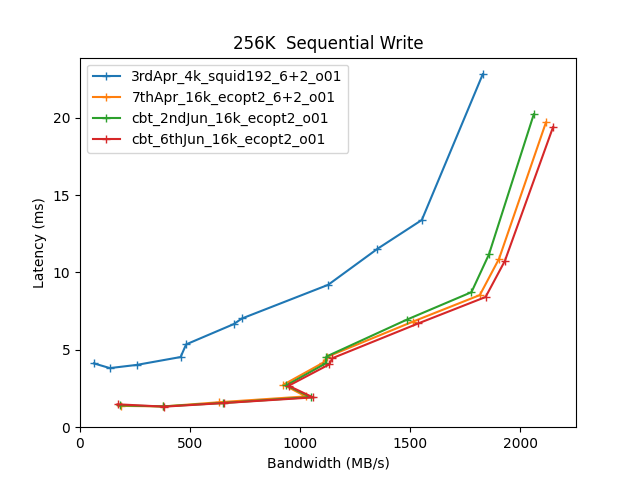 256K  Sequential Write
3rdApr_4k_squid192_6+2_o01
7thApr_16k_ecopt2_6+2_o01
cbt_2ndJun_16k_ecopt2_o01
cbt_6thJun_16k_ecopt2_o01
Latency (ms)
20
15
10
5
0
0 500 1000 1500 2000
Bandwidth (MB/s)